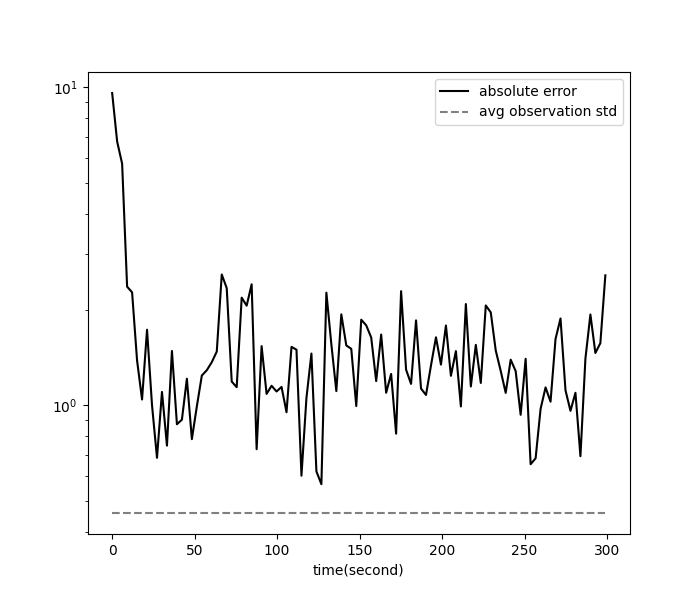 absolute error
avg observation std
10¹
10⁰
0 50 100 150 200 250 300
time(second)